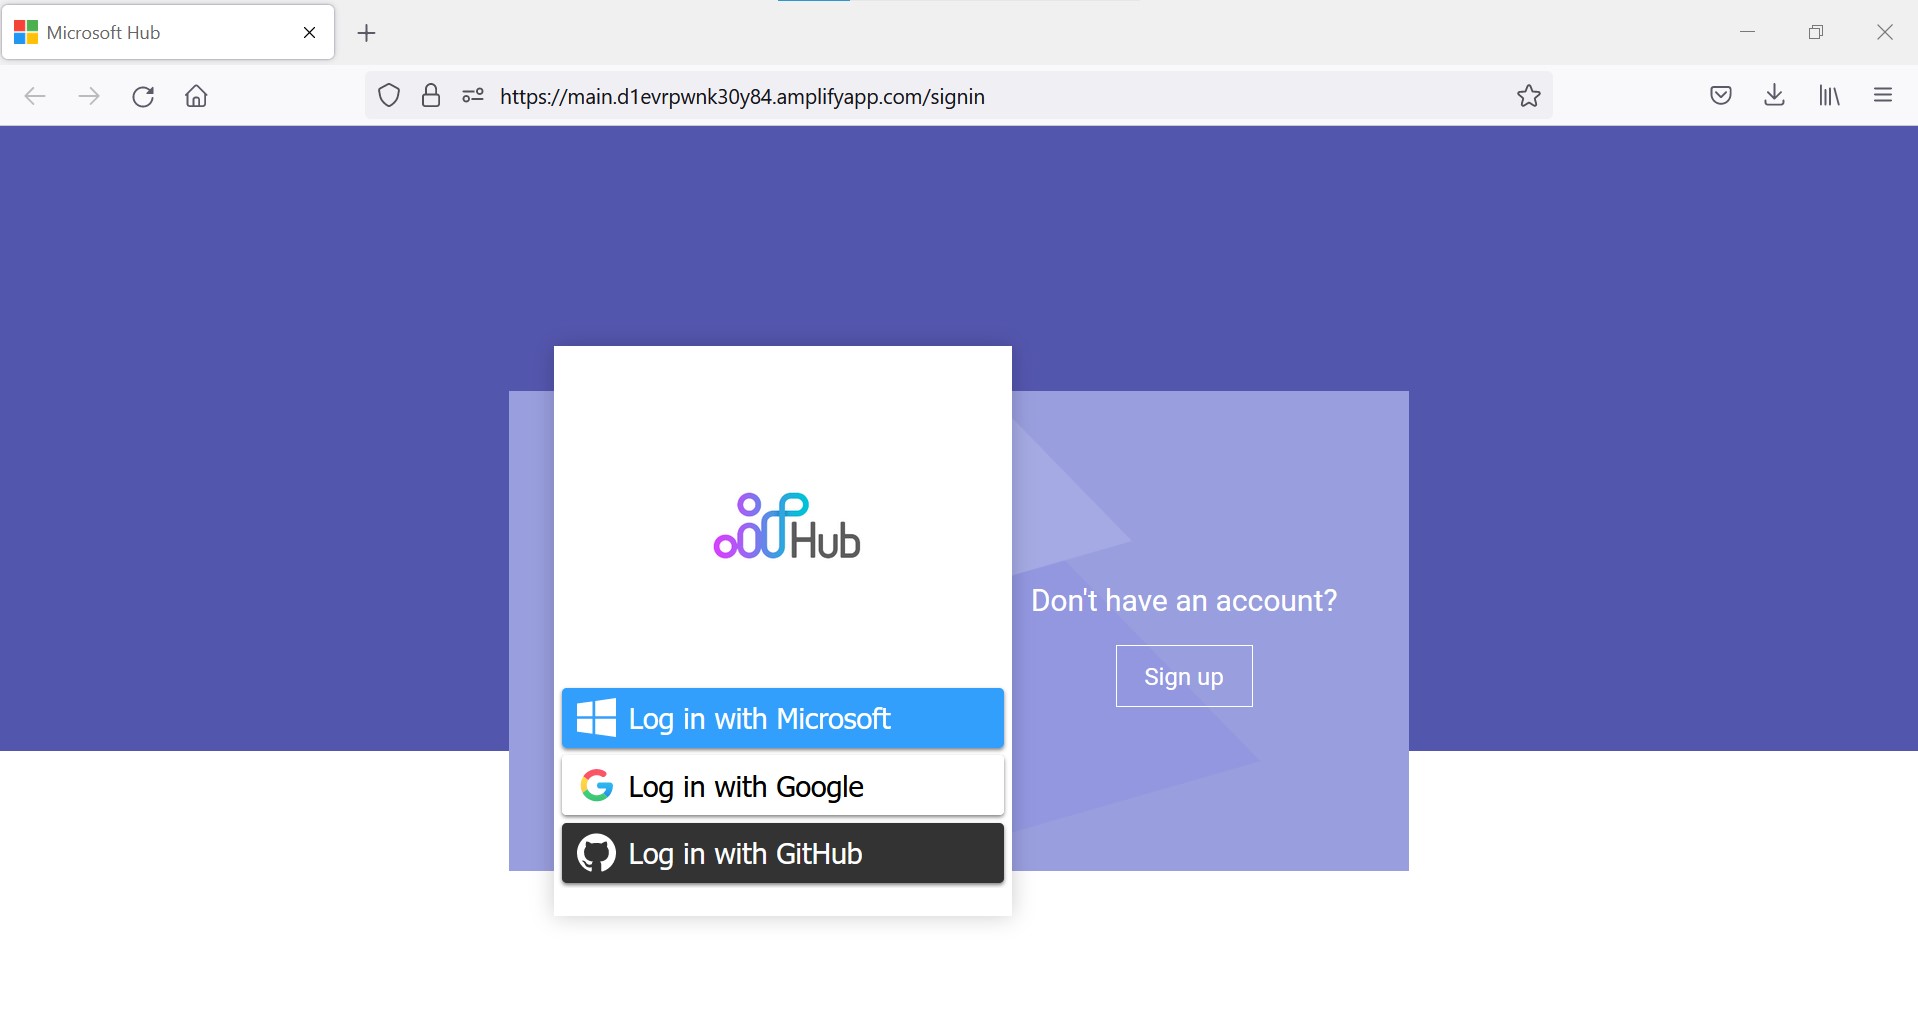 Microsoft Hub
https://main.d1evrpwnk30y84.amplifyapp.com/signin
Hub
Don't have an account?
Sign up
Log in with Microsoft
Log in with Google
Log in with GitHub